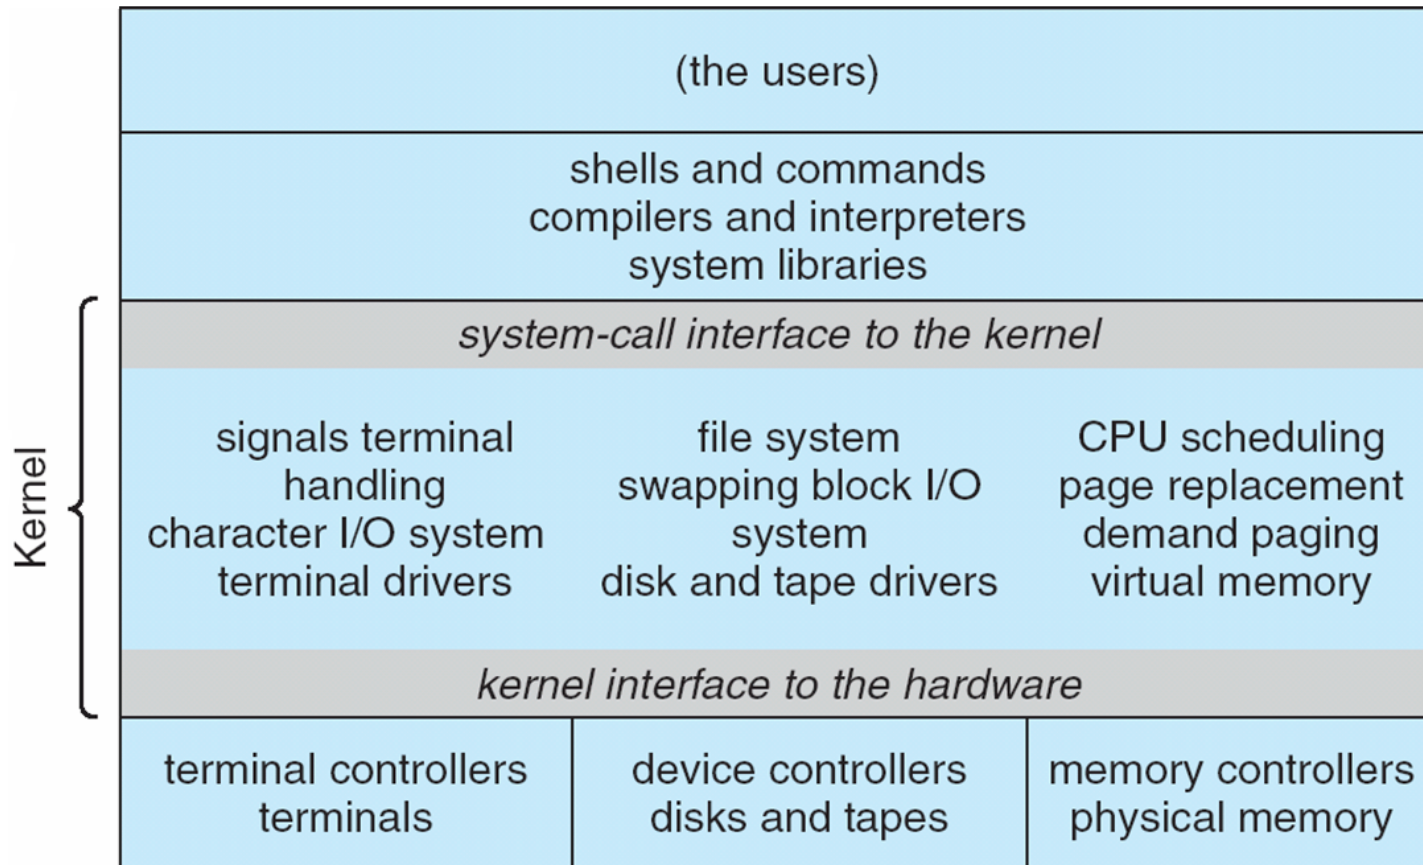 (the users)
shells and commands
compilers and interpreters
system libraries
Kernel
system-call interface to the kernel
signals terminal
handling
character I/O system
terminal drivers
file system
swapping block I/O
system
disk and tape drivers
CPU scheduling
page replacement
demand paging
virtual memory
kernel interface to the hardware
terminal controllers
terminals
device controllers
disks and tapes
memory controllers
physical memory